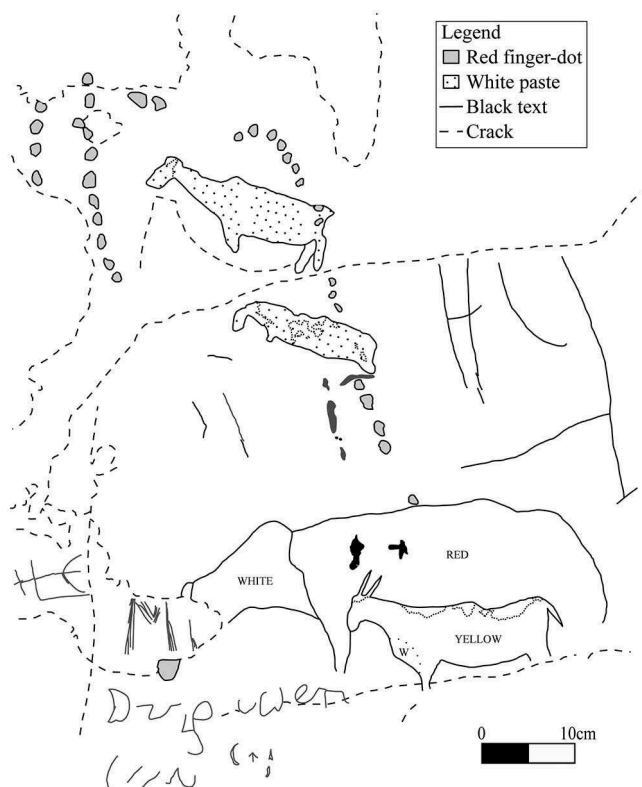 Legend
Red finger-dot
White paste
Black text
Crack
WHITE
RED
YELLOW
W
0 10cm